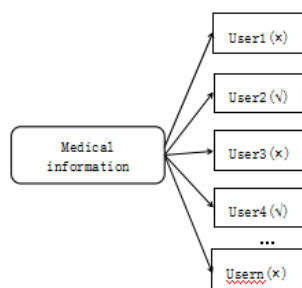 User1(×)
User2(√)
User3(×)
Medical
information
User4(√)
...
Usern(×)